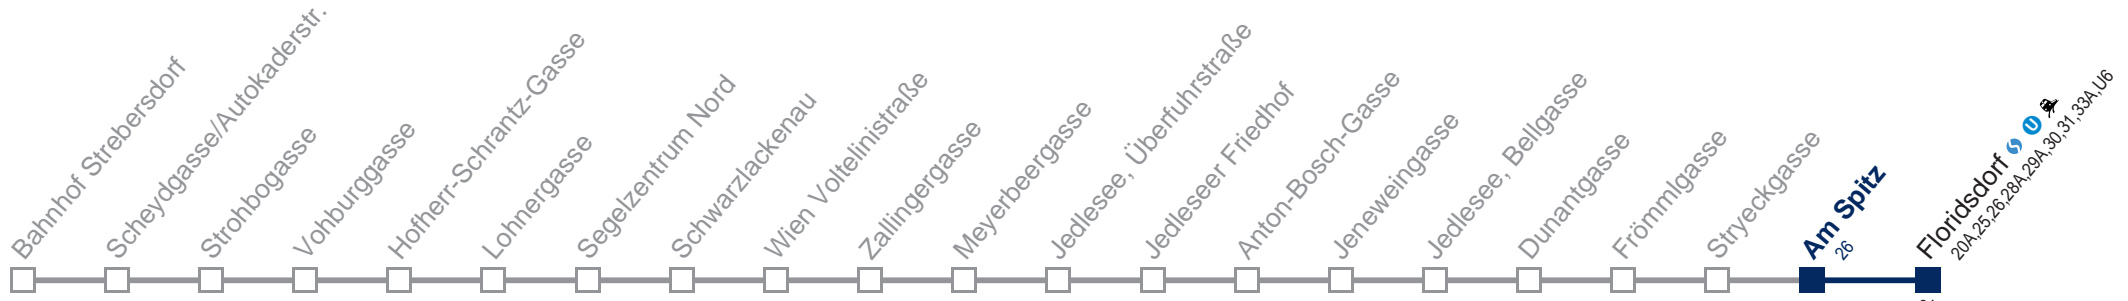 Bahnhof Strebersdorf
Scheydgasse/Autokaderstr.
Strohbogasse
Vohburggasse
Hofherr-Schrantz-Gasse
Lohnergasse
Segelzentrum Nord
Schwarzlackenau
Wien Voltelinistraße
Zallingergasse
Meyerbeergasse
Jedlesee, Überfuhrstraße
Jedleseer Friedhof
Anton-Bosch-Gasse
Jeneweingasse
Jedlesee, Bellgasse
Dunantgasse
Frömmlgasse
Stryeckgasse
Am Spitz
26
Floridsdorf S U
20A,25,26,28A,29A,30,31,33A,U6